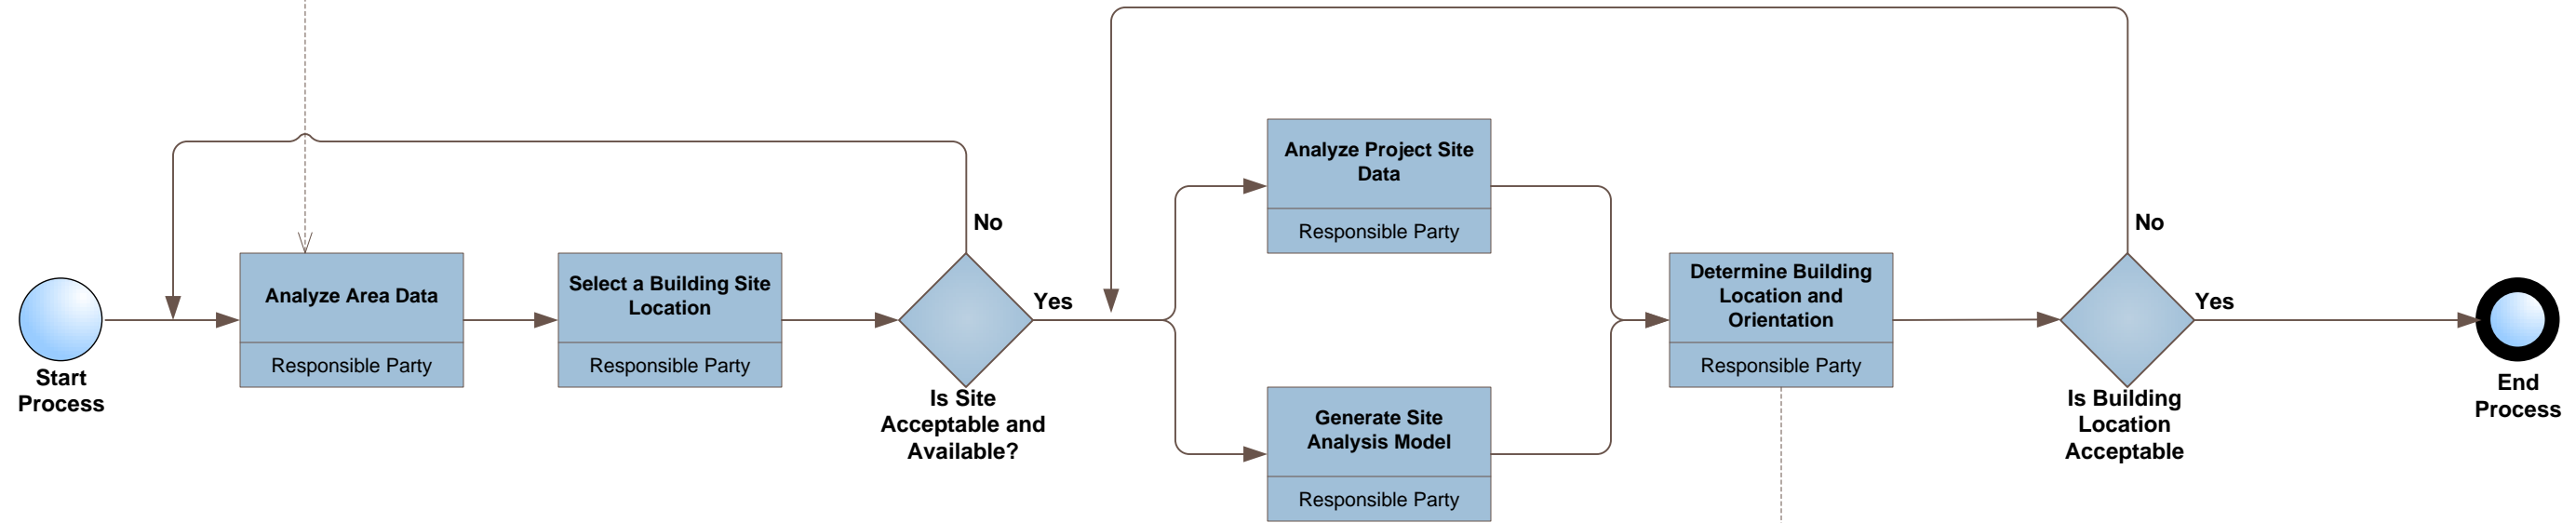 Start
Process
Analyze Area Data
Responsible Party
Select a Building Site
Location
Responsible Party
No
Yes
Is Site
Acceptable and
Available?
Analyze Project Site
Data
Responsible Party
Generate Site
Analysis Model
Responsible Party
Determine Building
Location and
Orientation
Responsible Party
No
Yes
Is Building
Location
Acceptable
End
Process